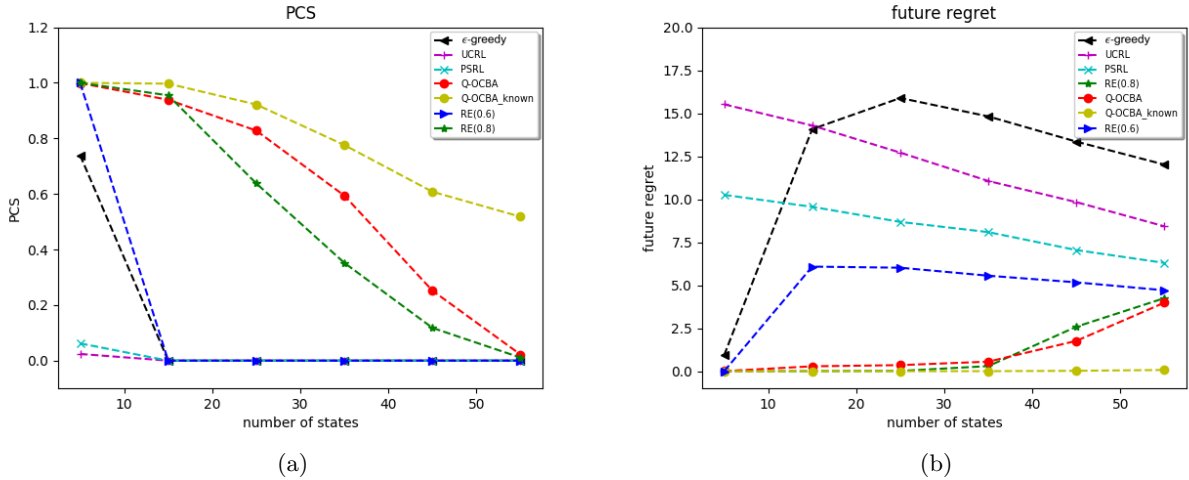 PCS
1.2
1.0
0.8
0.6
0.4
0.2
0.0
PCS
10
20
30
40
50
number of states
ϵ-greedy
UCRL
PSRL
Q-OCBA
Q-OCBA_known
RE(0.6)
RE(0.8)
(a)
future regret
20.0
17.5
15.0
12.5
10.0
7.5
5.0
2.5
0.0
future regret
10
20
30
40
50
number of states
ϵ-greedy
UCRL
PSRL
RE(0.8)
Q-OCBA
Q-OCBA_known
RE(0.6)
(b)